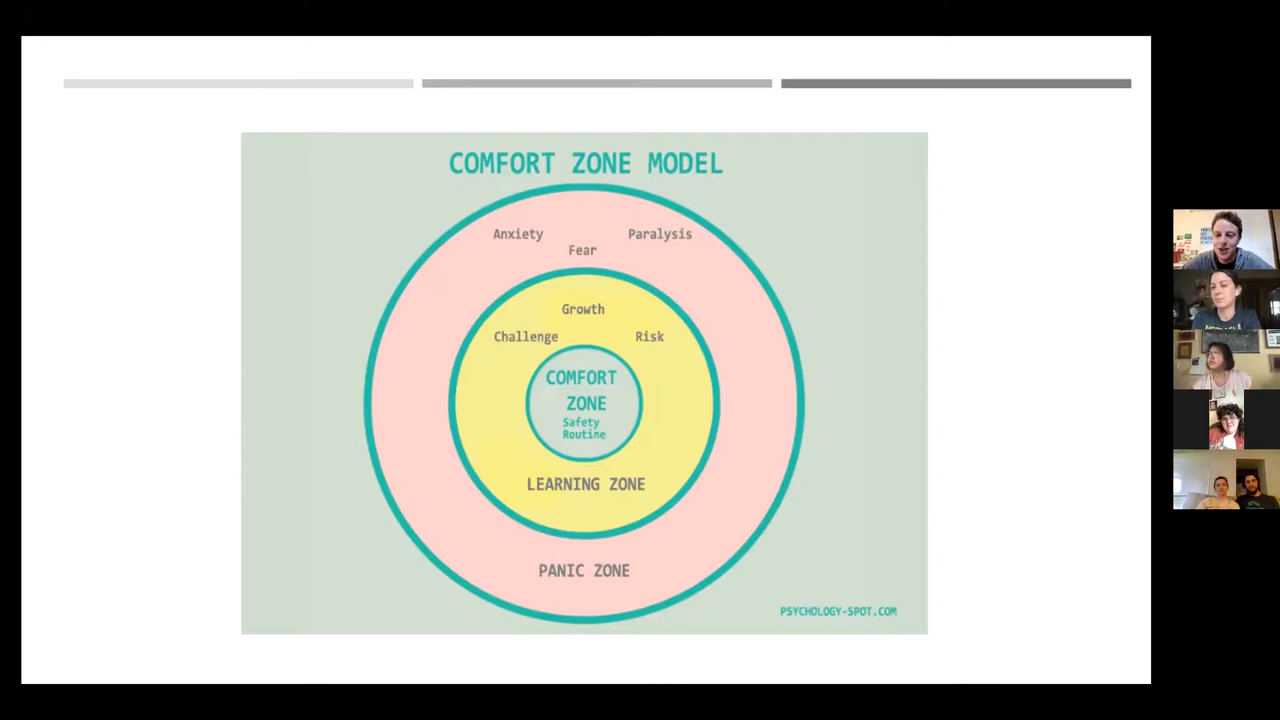 COMFORT ZONE MODEL
Anxiety
Paralysis
Fear
Growth
Challenge
Risk
COMFORT
ZONE
Safety
Routine
LEARNING ZONE
PANIC ZONE
PSYCHOLOGY-SPOT.COM